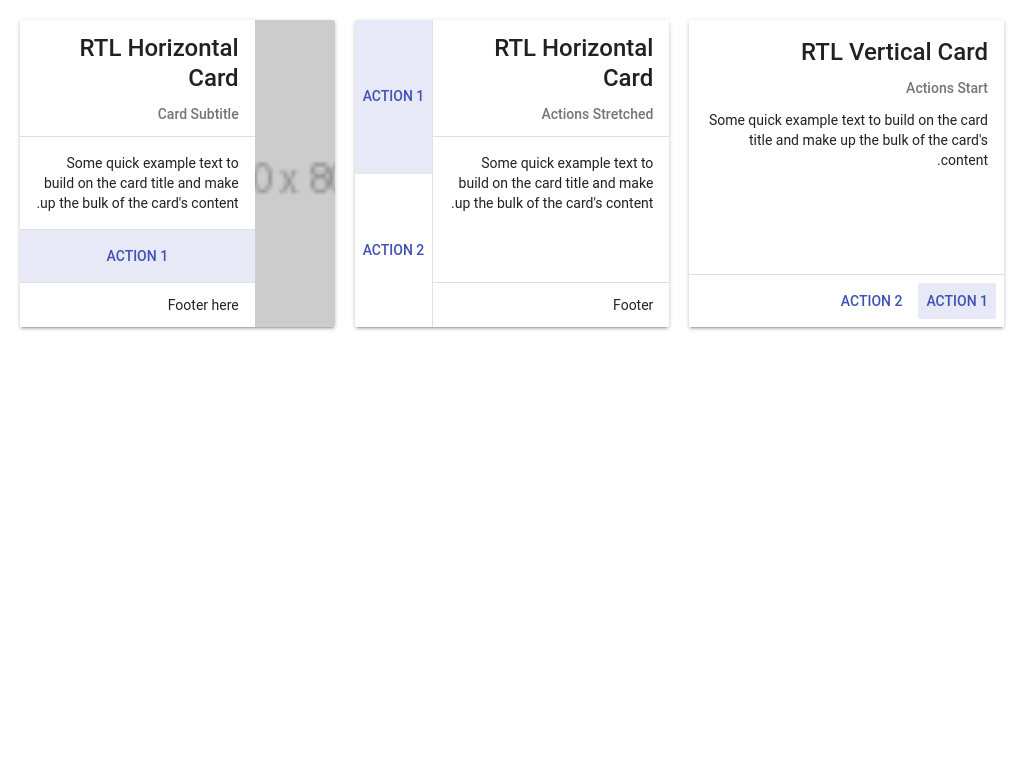 RTL Horizontal
Card
Card Subtitle
Some quick example text to
build on the card title and make
.up the bulk of the card's content
ACTION 1
Footer here
0 x 80
ACTION 1
ACTION 2
RTL Horizontal
Card
Actions Stretched
Some quick example text to
build on the card title and make
.up the bulk of the card's content
Footer
RTL Vertical Card
Actions Start
Some quick example text to build on the card
title and make up the bulk of the card's
.content
ACTION 2
ACTION 1